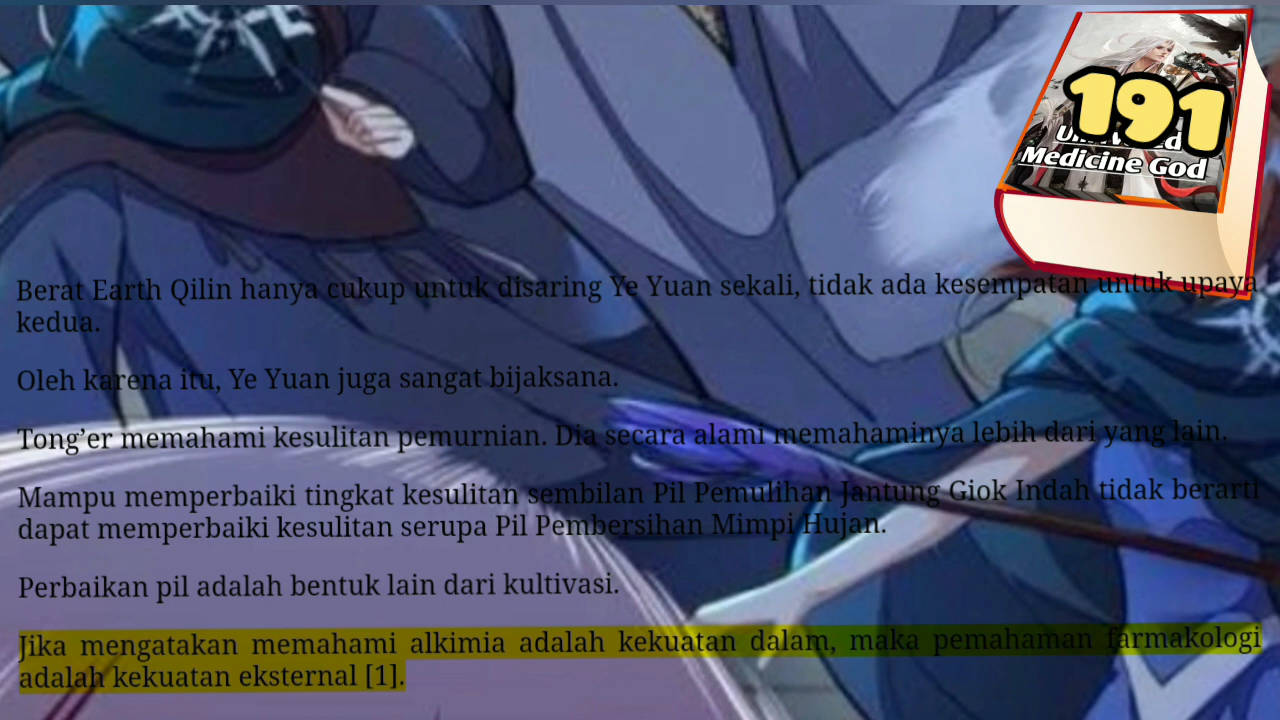 191
Medicine God
Berat Earth Qilin hanya cukup untuk disaring Ye Yuan sekali, tidak ada kesempatan untuk upaya
kedua.
Oleh karena itu, Ye Yuan juga sangat bijaksana.
Tong’er memahami kesulitan pemurnian. Dia secara alami memahaminya lebih dari yang lain.
Mampu memperbaiki tingkat kesulitan sembilan Pil Pemulihan Jantung Giok Indah tidak berarti
dapat memperbaiki kesulitan serupa Pil Pembersihan Mimpi Hujan.
Perbaikan pil adalah bentuk lain dari kultivasi.
Jika mengatakan memahami alkimia adalah kekuatan dalam, maka pemahaman farmakologi
adalah kekuatan eksternal [1].